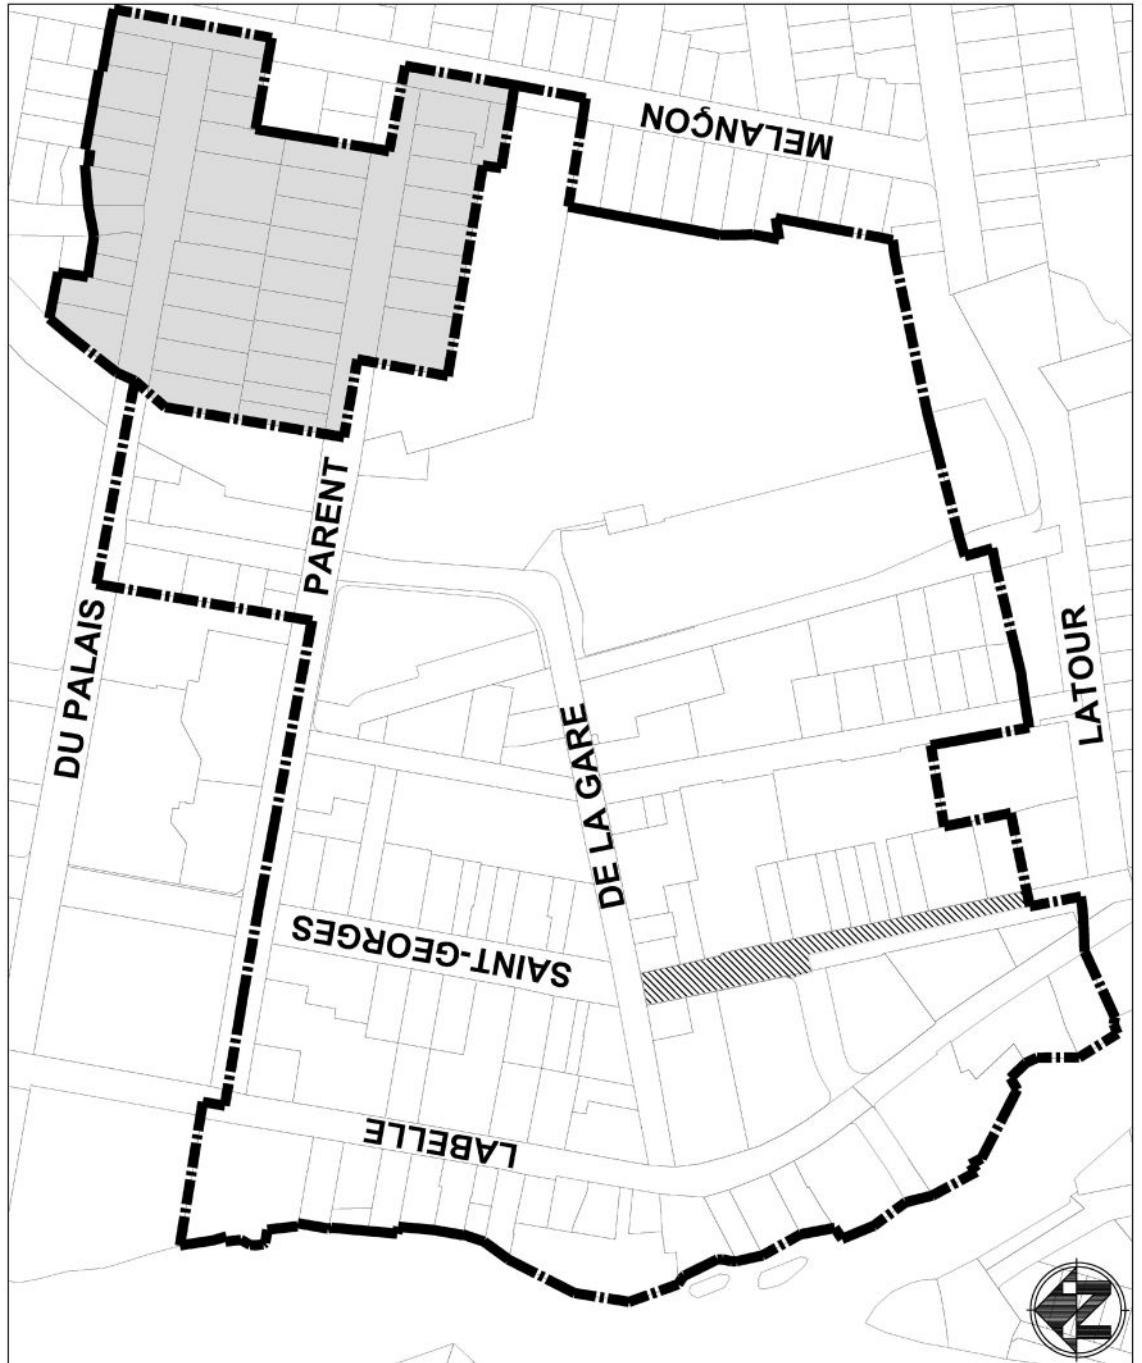 MELANÇON
PARENT
DU PALAIS
LATOUR
DE LA GARE
SAINT-GEORGES
LABELLE
N